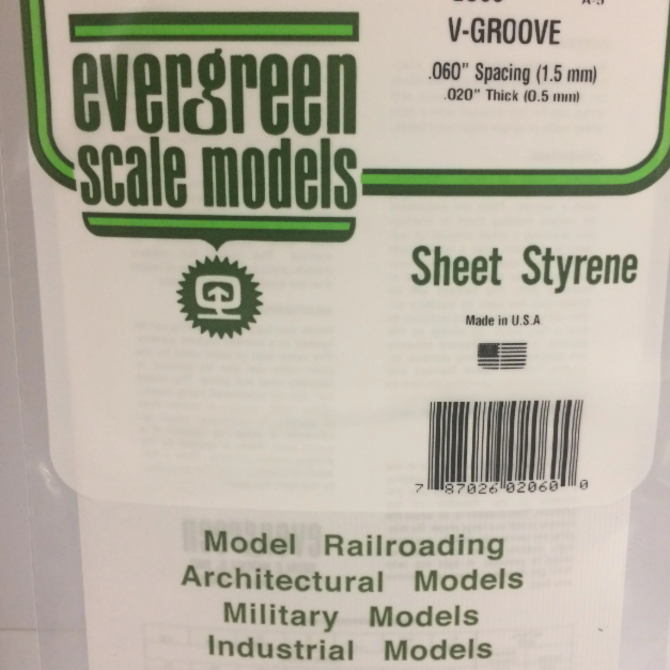 V-GROOVE
.060" Spacing (1.5 mm)
.020" Thick (0.5 mm)
evergreen
scale models
Sheet Styrene
Made in U.S.A
7 87026 02060 0
Model Railroading
Architectural Models
Military Models
Industrial Models